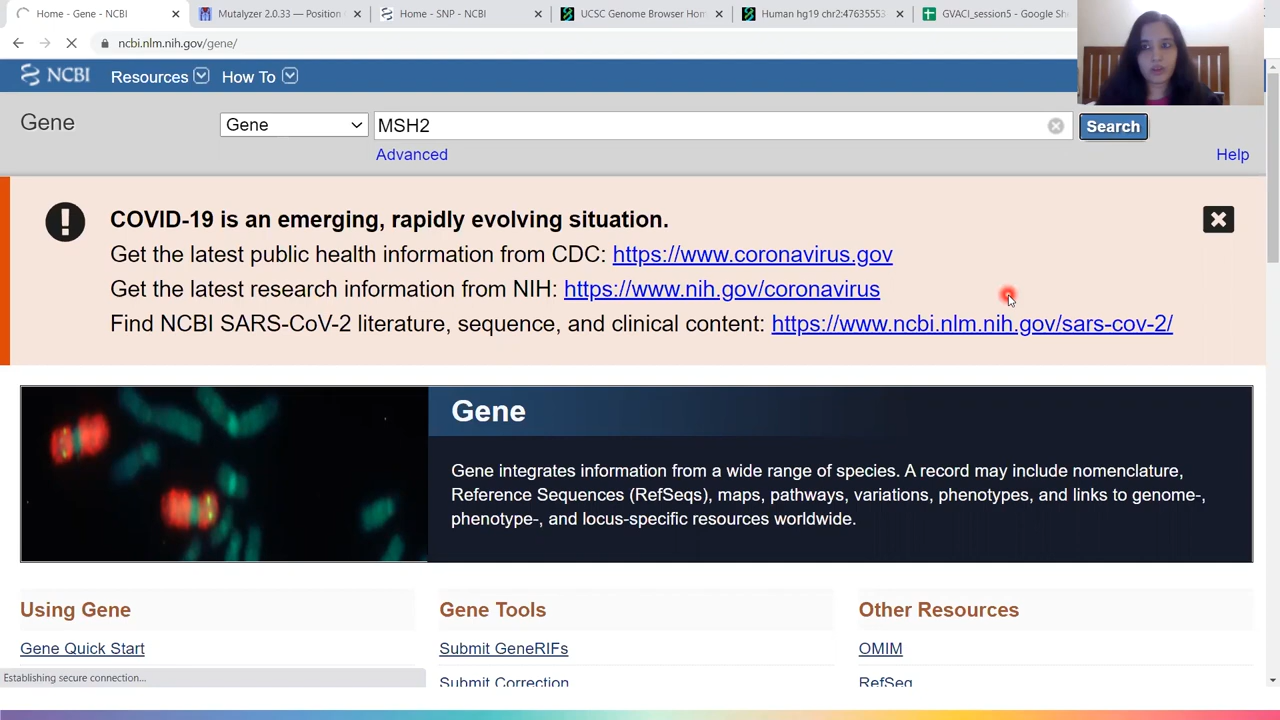 Home - Gene - NCBI
Mutalyzer 2.0.33 — Position
Home - SNP - NCBI
UCSC Genome Browser Hom
Human hg19 chr2:47635553
GVACI_session5 - Google She
ncbi.nlm.nih.gov/gene/
NCBI Resources How To
Gene Gene MSH2 Search
Advanced Help
COVID-19 is an emerging, rapidly evolving situation.
Get the latest public health information from CDC: https://www.coronavirus.gov
Get the latest research information from NIH: https://www.nih.gov/coronavirus
Find NCBI SARS-CoV-2 literature, sequence, and clinical content: https://www.ncbi.nlm.nih.gov/sars-cov-2/
Gene
Gene integrates information from a wide range of species. A record may include nomenclature,
Reference Sequences (RefSeqs), maps, pathways, variations, phenotypes, and links to genome-,
phenotype-, and locus-specific resources worldwide.
Using Gene
Gene Quick Start
Gene Tools
Submit GeneRIFs
Submit Correction
Other Resources
OMIM
RefSeq
Establishing secure connection...